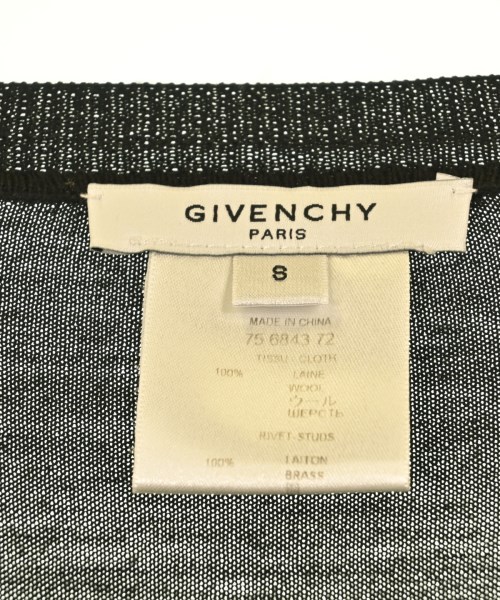 GIVENCHY
PARIS
S
MADE IN CHINA
75 6843 72
TISSU - CLOTH
100% LAINE
WOOL
ウール
ШЕРСТЬ
RIVET-STUDS
100% LAITON
BRASS